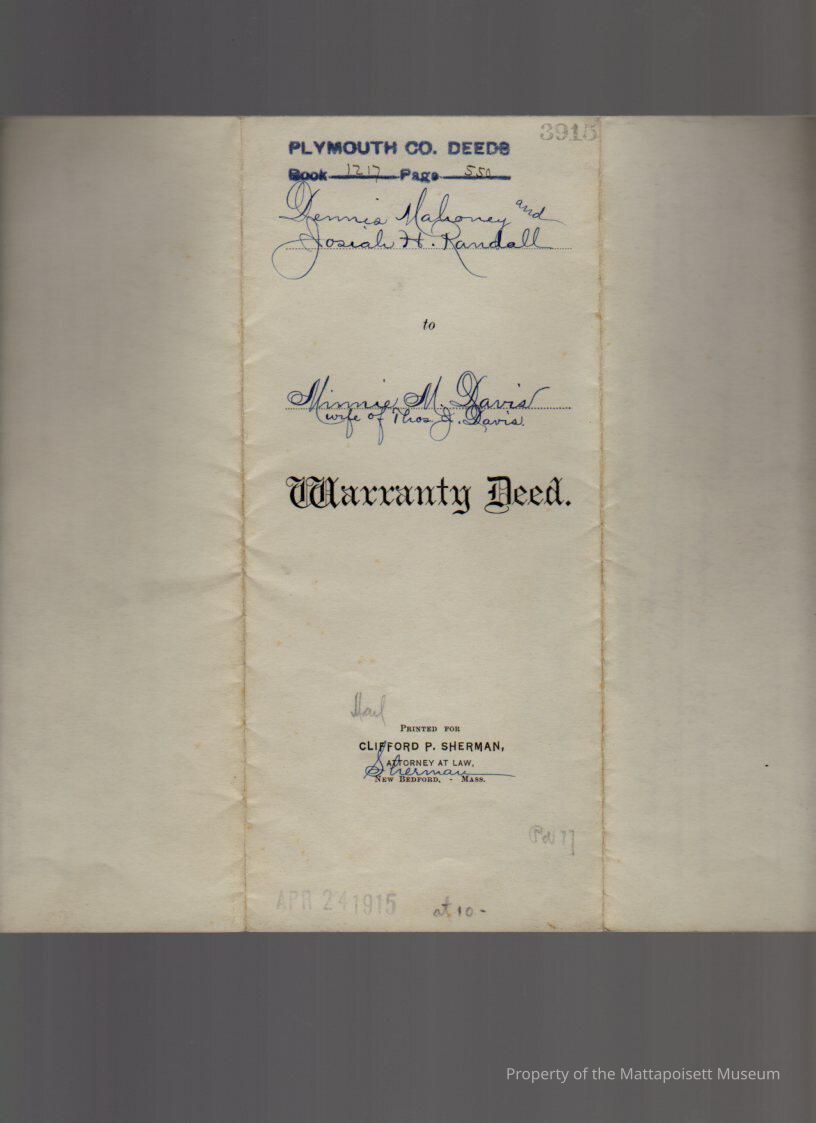 3915
PLYMOUTH CO. DEEDS
Book 1217 Page 550
Dennis Mahoney and
Josiah H. Randall
to
Minnie M. Davis
wife of Thos. J. Davis.
Warranty Deed.
Mail
PRINTED FOR
CLIFFORD P. SHERMAN,
ATTORNEY AT LAW,
Sherman
NEW BEDFORD, - MASS.
APR 24 1915 at 10 -
Property of the Mattapoisett Museum